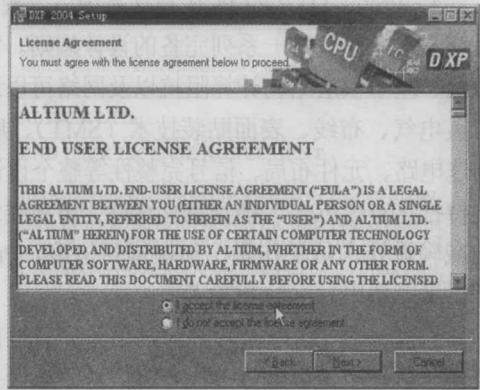 DXP 2004 Setup
License Agreement
You must agree with the license agreement below to proceed.
CPU
DXP
ALTIUM LTD.
END USER LICENSE AGREEMENT
THIS ALTIUM LTD. END-USER LICENSE AGREEMENT ("EULA") IS A LEGAL
AGREEMENT BETWEEN YOU (EITHER AN INDIVIDUAL PERSON OR A SINGLE
LEGAL ENTITY, REFERRED TO HEREIN AS THE "USER") AND ALTIUM LTD.
("ALTIUM" HEREIN) FOR THE USE OF CERTAIN COMPUTER TECHNOLOGY
DEVELOPED AND DISTRIBUTED BY ALTIUM, WHETHER IN THE FORM OF
COMPUTER SOFTWARE, HARDWARE, FIRMWARE OR ANY OTHER FORM.
PLEASE READ THIS DOCUMENT CAREFULLY BEFORE USING THE LICENSED
I accept the license agreement
I do not accept the license agreement
< Back
Next >
Cancel